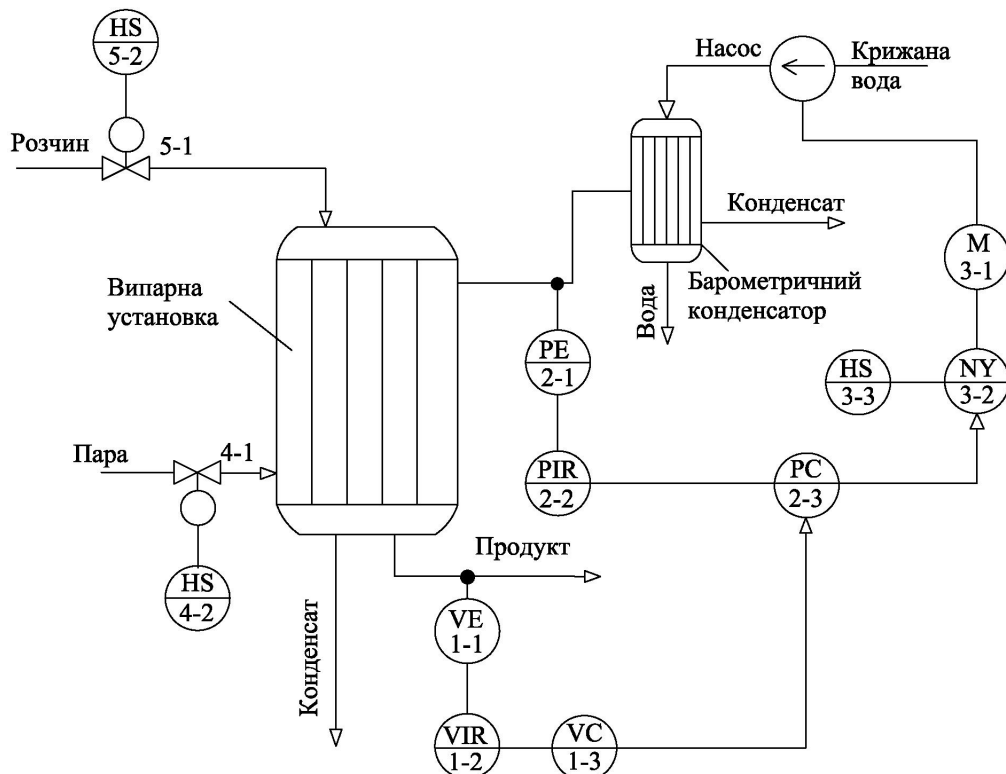 HS
5-2
Насос
Крижана
вода
Розчин
5-1
Конденсат
M
3-1
Випарна
установка
Вода
Барометричний
конденсатор
PE
2-1
HS
3-3
NY
3-2
Пара
4-1
PIR
2-2
PC
2-3
HS
4-2
Продукт
Конденсат
VE
1-1
VIR
1-2
VC
1-3